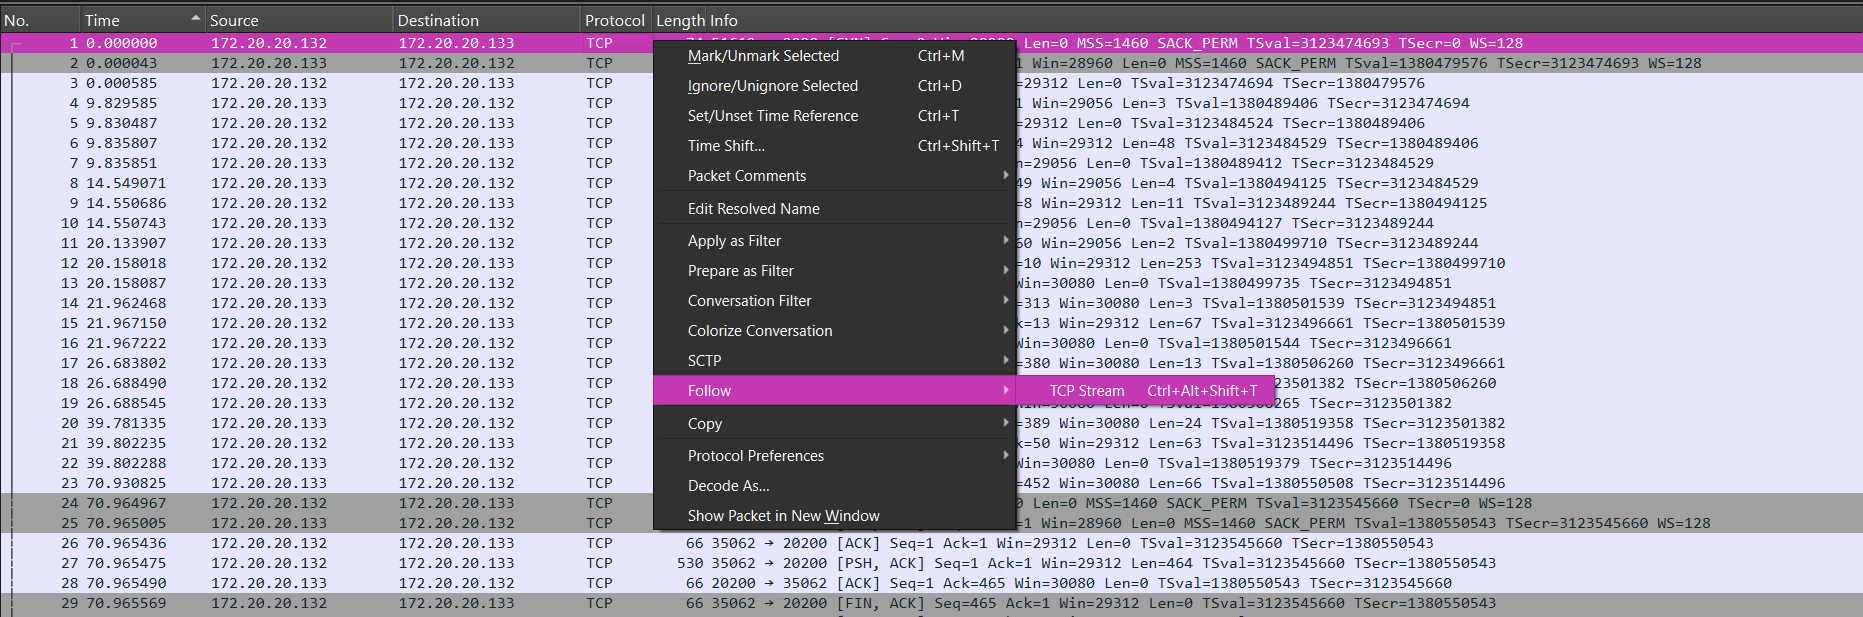 No. Time Source Destination Protocol Length Info
1 0.000000 172.20.20.132 172.20.20.133 TCP Len=0 MSS=1460 SACK_PERM TSval=3123474693 TSecr=0 WS=128
Mark/Unmark Selected Ctrl+M
2 0.000043 172.20.20.133 172.20.20.132 TCP 1 Win=28960 Len=0 MSS=1460 SACK_PERM TSval=1380479576 TSecr=3123474693 WS=128
3 0.000585 172.20.20.132 172.20.20.133 TCP =29312 Len=0 TSval=3123474694 TSecr=1380479576
Ignore/Unignore Selected Ctrl+D
4 9.829585 172.20.20.133 172.20.20.132 TCP 1 Win=29056 Len=3 TSval=1380489406 TSecr=3123474694
Set/Unset Time Reference Ctrl+T
5 9.830487 172.20.20.132 172.20.20.133 TCP =29312 Len=0 TSval=3123484524 TSecr=1380489406
6 9.835807 172.20.20.132 172.20.20.133 TCP 4 Win=29312 Len=48 TSval=3123484529 TSecr=1380489406
Time Shift... Ctrl+Shift+T
7 9.835851 172.20.20.133 172.20.20.132 TCP n=29056 Len=0 TSval=1380489412 TSecr=3123484529
Packet Comments
8 14.549071 172.20.20.133 172.20.20.132 TCP 49 Win=29056 Len=4 TSval=1380494125 TSecr=3123484529
9 14.550686 172.20.20.132 172.20.20.133 TCP =8 Win=29312 Len=11 TSval=3123489244 TSecr=1380494125
Edit Resolved Name
10 14.550743 172.20.20.133 172.20.20.132 TCP =29056 Len=0 TSval=1380494127 TSecr=3123489244
11 20.133907 172.20.20.133 172.20.20.132 TCP 60 Win=29056 Len=2 TSval=1380499710 TSecr=3123489244
Apply as Filter
12 20.158018 172.20.20.132 172.20.20.133 TCP =10 Win=29312 Len=253 TSval=3123494851 TSecr=1380499710
Prepare as Filter
13 20.158087 172.20.20.133 172.20.20.132 TCP Win=30080 Len=0 TSval=1380499735 TSecr=3123494851
14 21.962468 172.20.20.133 172.20.20.132 TCP =313 Win=30080 Len=3 TSval=1380501539 TSecr=3123494851
Conversation Filter
15 21.967150 172.20.20.132 172.20.20.133 TCP k=13 Win=29312 Len=67 TSval=3123496661 TSecr=1380501539
Colorize Conversation
16 21.967222 172.20.20.133 172.20.20.132 TCP Win=30080 Len=0 TSval=1380501544 TSecr=3123496661
17 26.683802 172.20.20.133 172.20.20.132 TCP =380 Win=30080 Len=13 TSval=1380506260 TSecr=3123496661
SCTP
18 26.688490 172.20.20.132 172.20.20.133 TCP 23501382 TSecr=1380506260
Follow TCP Stream Ctrl+Alt+Shift+T
19 26.688545 172.20.20.133 172.20.20.132 TCP 265 TSecr=3123501382
20 39.781335 172.20.20.133 172.20.20.132 TCP =389 Win=30080 Len=24 TSval=1380519358 TSecr=3123501382
Copy
21 39.802235 172.20.20.132 172.20.20.133 TCP k=50 Win=29312 Len=63 TSval=3123514496 TSecr=1380519358
Protocol Preferences
22 39.802288 172.20.20.133 172.20.20.132 TCP Win=30080 Len=0 TSval=1380519379 TSecr=3123514496
23 70.930825 172.20.20.133 172.20.20.132 TCP =452 Win=30080 Len=66 TSval=1380550508 TSecr=3123514496
Decode As...
24 70.964967 172.20.20.132 172.20.20.133 TCP 0 Len=0 MSS=1460 SACK_PERM TSval=3123545660 TSecr=0 WS=128
Show Packet in New Window
25 70.965005 172.20.20.133 172.20.20.132 TCP =1 Win=28960 Len=0 MSS=1460 SACK_PERM TSval=1380550543 TSecr=3123545660 WS=128
26 70.965436 172.20.20.132 172.20.20.133 TCP 66 35062 → 20200 [ACK] Seq=1 Ack=1 Win=29312 Len=0 TSval=3123545660 TSecr=1380550543
27 70.965475 172.20.20.132 172.20.20.133 TCP 530 35062 → 20200 [PSH, ACK] Seq=1 Ack=1 Win=29312 Len=464 TSval=3123545660 TSecr=1380550543
28 70.965490 172.20.20.133 172.20.20.132 TCP 66 20200 → 35062 [ACK] Seq=1 Ack=465 Win=30080 Len=0 TSval=1380550543 TSecr=3123545660
29 70.965569 172.20.20.132 172.20.20.133 TCP 66 35062 → 20200 [FIN, ACK] Seq=465 Ack=1 Win=29312 Len=0 TSval=3123545660 TSecr=1380550543